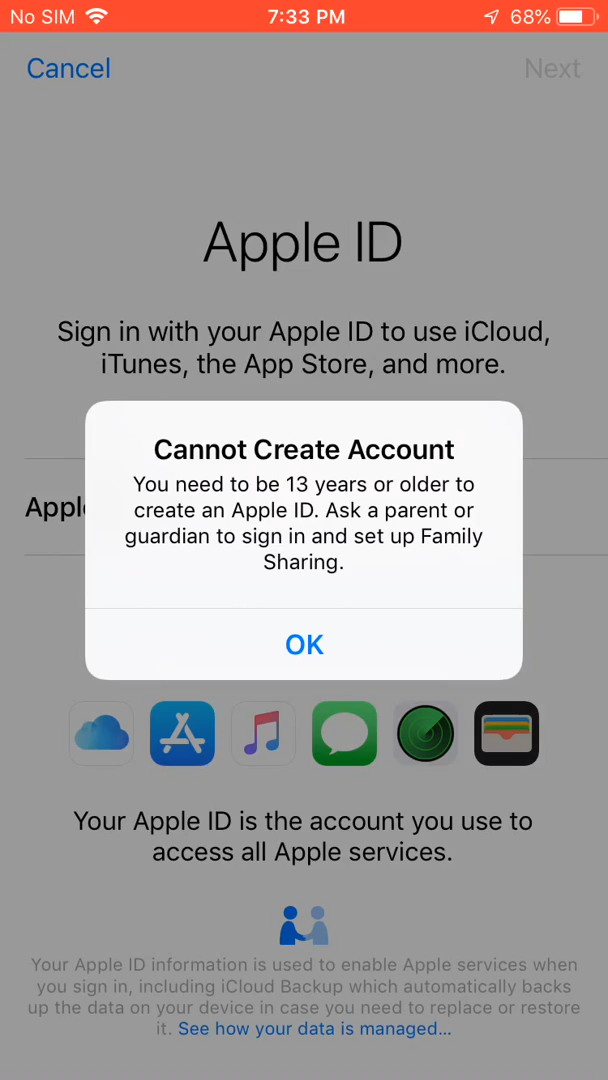 No SIM 7:33 PM 68%
Cancel Next
Apple ID
Sign in with your Apple ID to use iCloud,
iTunes, the App Store, and more.
Cannot Create Account
You need to be 13 years or older to
create an Apple ID. Ask a parent or
guardian to sign in and set up Family
Sharing.
Apple
OK
Your Apple ID is the account you use to
access all Apple services.
Your Apple ID information is used to enable Apple services when
you sign in, including iCloud Backup which automatically backs
up the data on your device in case you need to replace or restore
it. See how your data is managed...